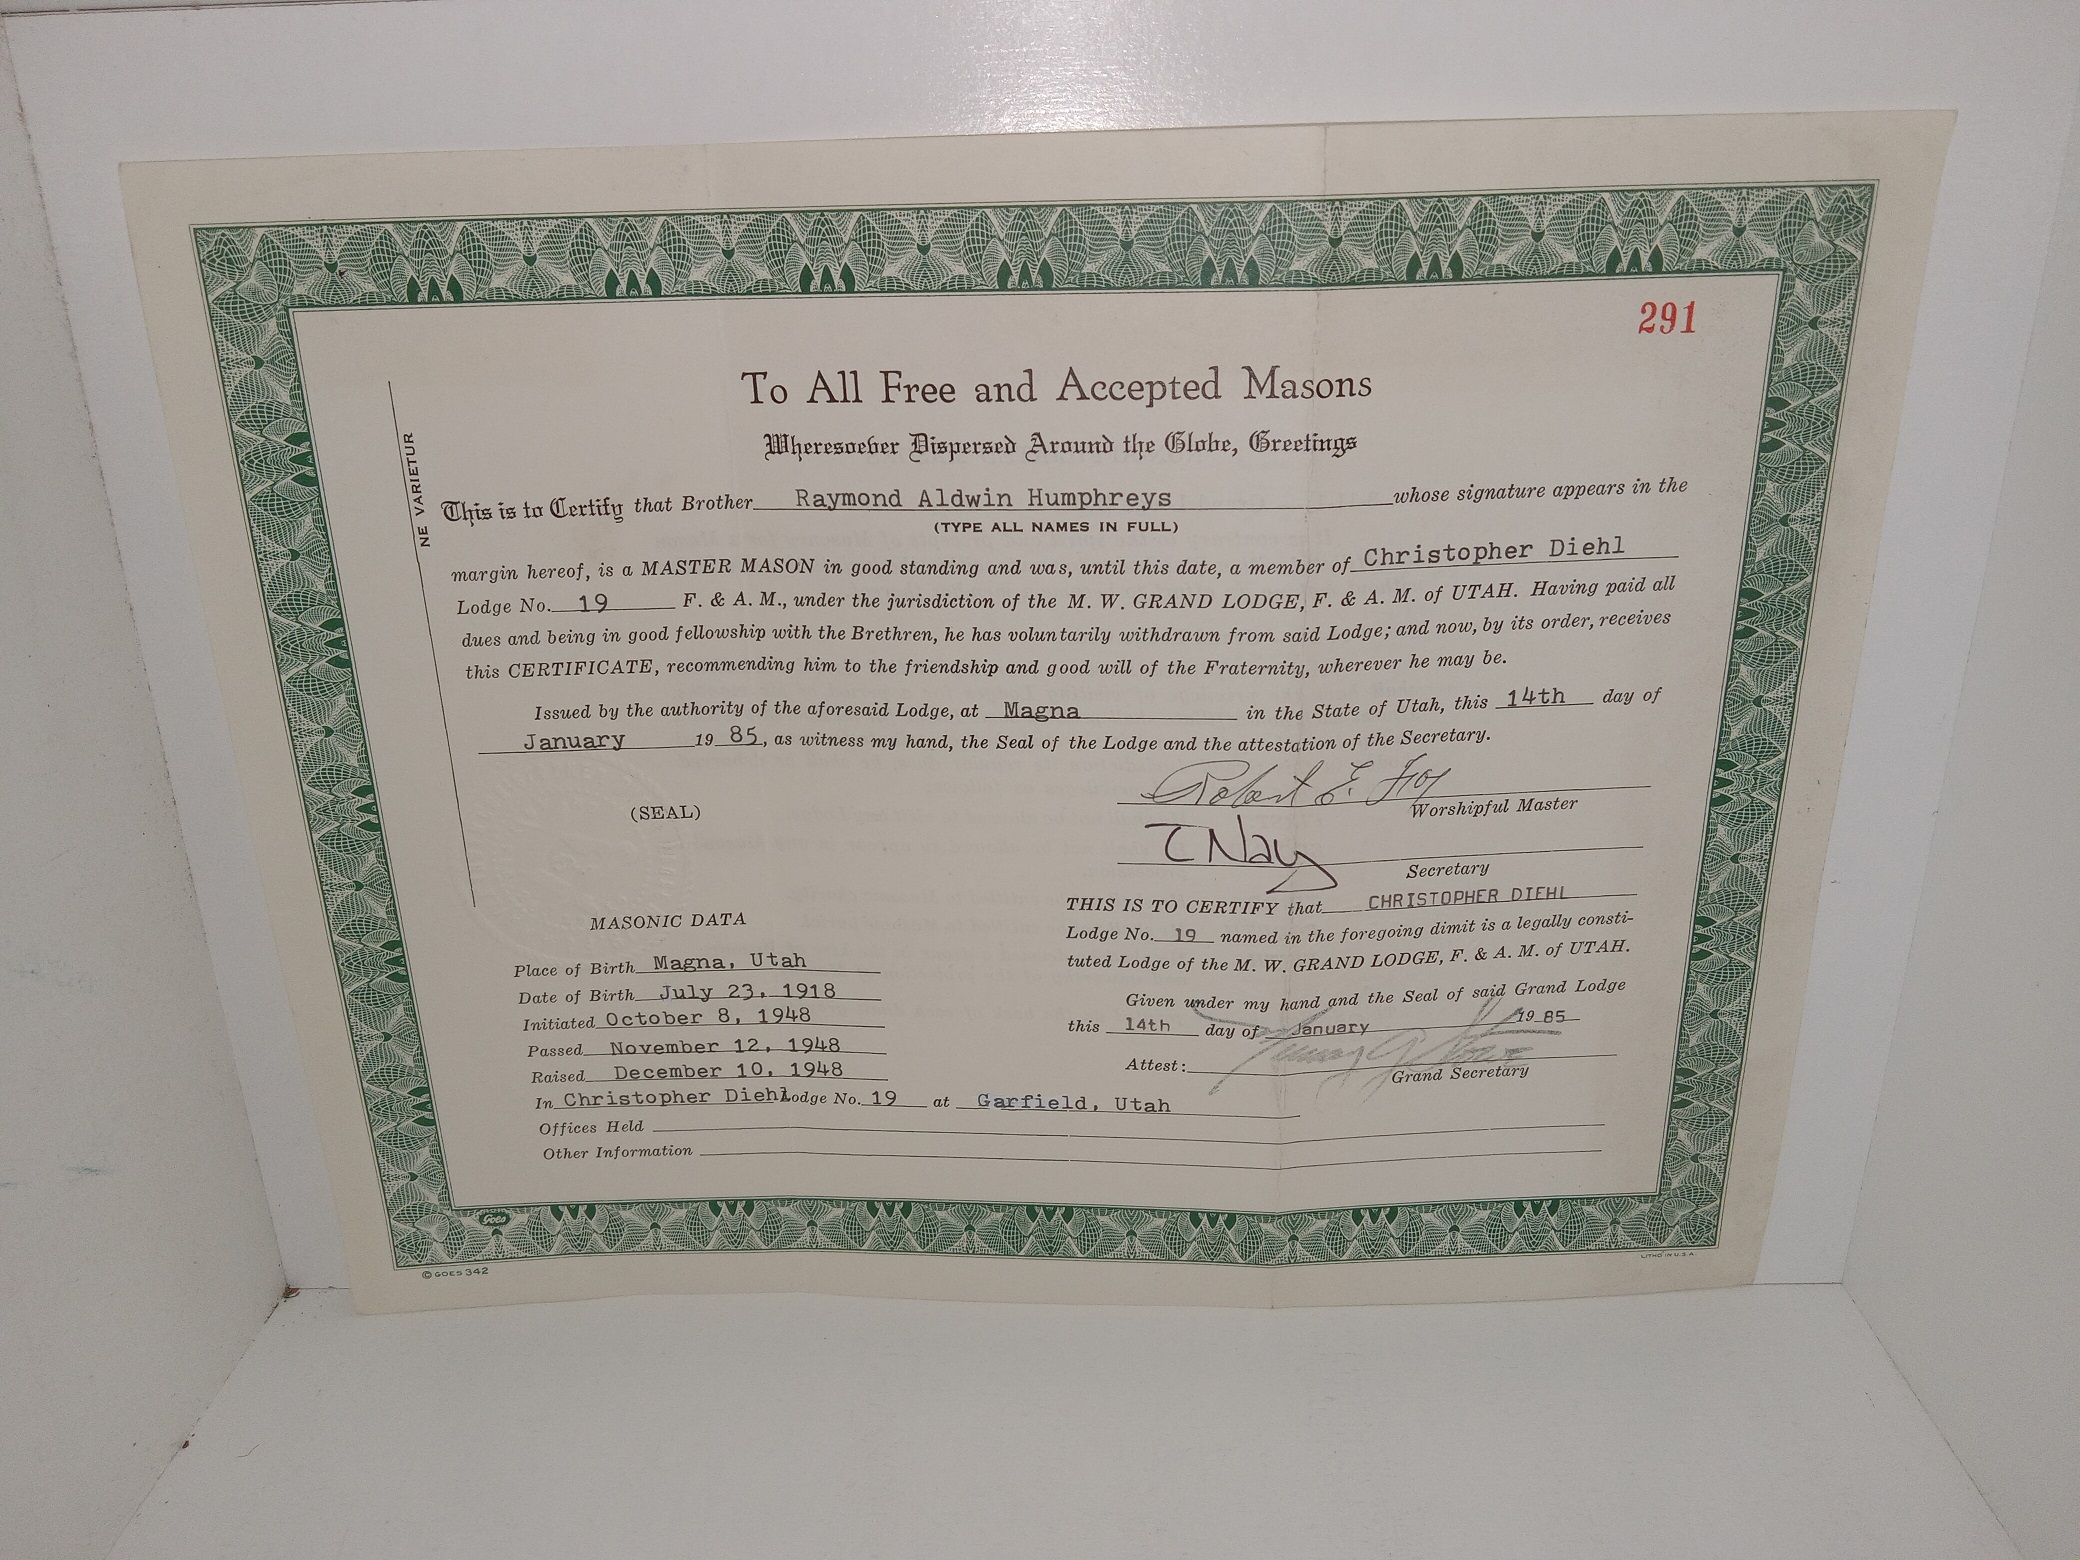 291
To All Free and Accepted Masons
Wheresoever Dispersed Around the Globe, Greetings
NE VARIETUR
This is to Certify that Brother Raymond Aldwin Humphreys whose signature appears in the
(TYPE ALL NAMES IN FULL)
margin hereof, is a MASTER MASON in good standing and was, until this date, a member of Christopher Diehl
Lodge No. 19 F. & A. M., under the jurisdiction of the M. W. GRAND LODGE, F. & A. M. of UTAH. Having paid all
dues and being in good fellowship with the Brethren, he has voluntarily withdrawn from said Lodge; and now, by its order, receives
this CERTIFICATE, recommending him to the friendship and good will of the Fraternity, wherever he may be.
Issued by the authority of the aforesaid Lodge, at Magna in the State of Utah, this 14th day of
January 19 85, as witness my hand, the Seal of the Lodge and the attestation of the Secretary.
Robert E.
Worshipful Master
(SEAL)
Nay
Secretary
MASONIC DATA
Place of Birth Magna, Utah
Date of Birth July 23, 1918
Initiated October 8, 1948
Passed November 12, 1948
Raised December 10, 1948
In Christopher Diehl Lodge No. 19 at Garfield, Utah
Offices Held
Other Information
THIS IS TO CERTIFY that CHRISTOPHER DIEHL
Lodge No. 19 named in the foregoing dimit is a legally consti-
tuted Lodge of the M. W. GRAND LODGE, F. & A. M. of UTAH.
Given under my hand and the Seal of said Grand Lodge
this 14th day of January 19 85
Attest:
Grand Secretary
Goes
© GOES 342
LITHO IN U.S.A.